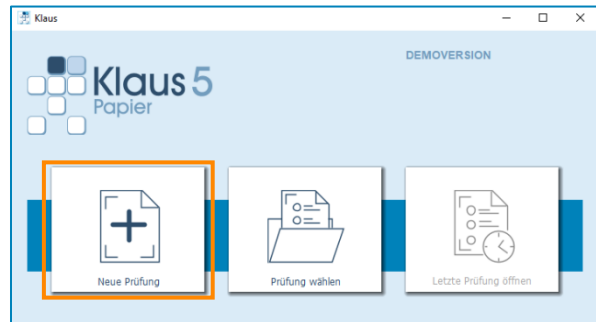 Klaus
DEMOVERSION
Klaus 5
Papier
Neue Prüfung
Prüfung wählen
Letzte Prüfung öffnen